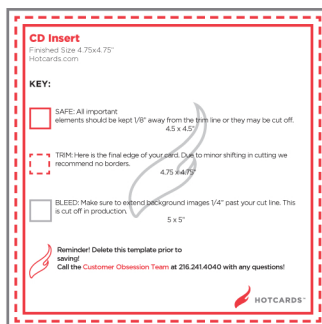 CD Insert
Finished Size 4.75x4.75"
Hotcards.com
KEY:
SAFE: All important
elements should be kept 1/8" away from the trim line or they may be cut off.
4.5 x 4.5"
TRIM: Here is the final edge of your card. Due to minor shifting in cutting we
recommend no borders.
4.75 x 4.75"
BLEED: Make sure to extend background images 1/4" past your cut line. This
is cut off in production.
5 x 5"
Reminder! Delete this template prior to
saving!
Call the Customer Obsession Team at 216.241.4040 with any questions!
HOTCARDS™